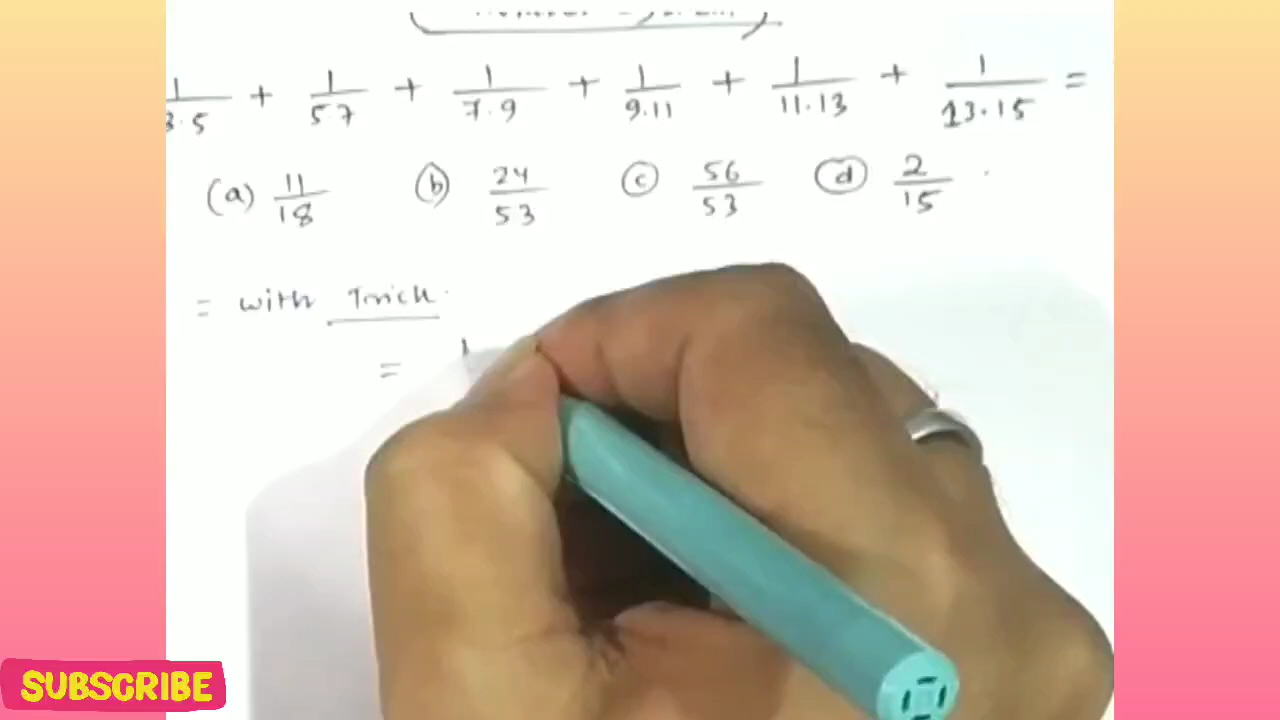 1/3.5 + 1/5.7 + 1/7.9 + 1/9.11 + 1/11.13 + 1/13.15 =
(a) 11/18 (b) 24/53 (c) 56/53 (d) 2/15
= with Trick.
= 1
SUBSCRIBE